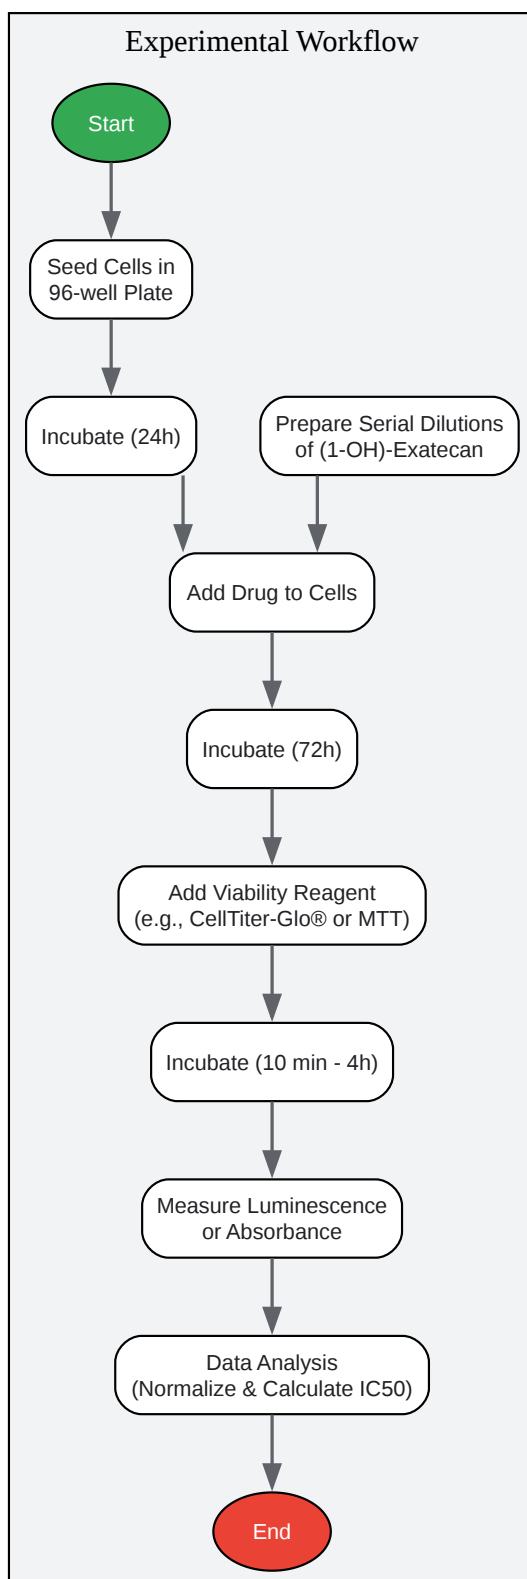 Experimental Workflow
Start
Seed Cells in
96-well Plate
Incubate (24h)
Prepare Serial Dilutions
of (1-OH)-Exatecan
Add Drug to Cells
Incubate (72h)
Add Viability Reagent
(e.g., CellTiter-Glo® or MTT)
Incubate (10 min - 4h)
Measure Luminescence
or Absorbance
Data Analysis
(Normalize & Calculate IC50)
End